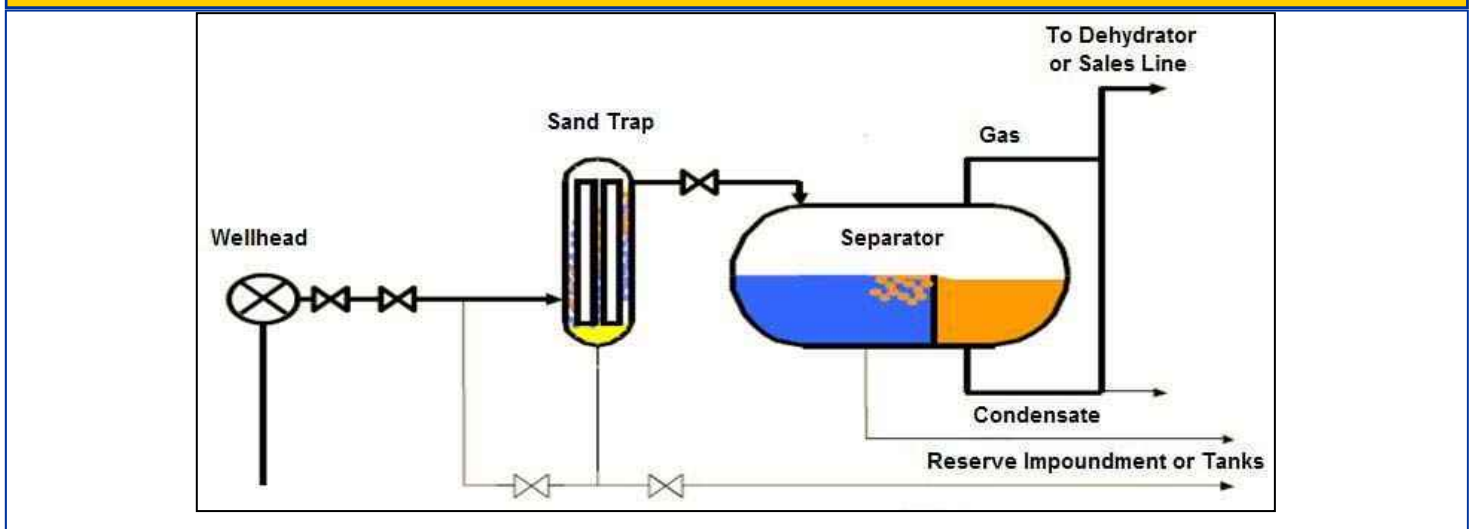 To Dehydrator
or Sales Line
Sand Trap
Gas
Wellhead
Separator
Condensate
Reserve Impoundment or Tanks